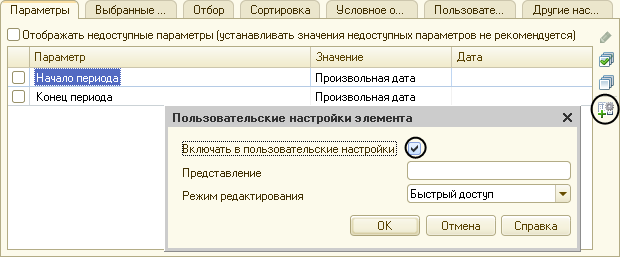 Параметры Выбранные ... Отбор Сортировка Условное о... Пользовате... Другие нас...
Отображать недоступные параметры (устанавливать значения недоступных параметров не рекомендуется)
Параметр Значение Дата
Начало периода Произвольная дата
Конец периода Произвольная дата
Пользовательские настройки элемента
Включать в пользовательские настройки
Представление
Режим редактирования Быстрый доступ
OK Отмена Справка